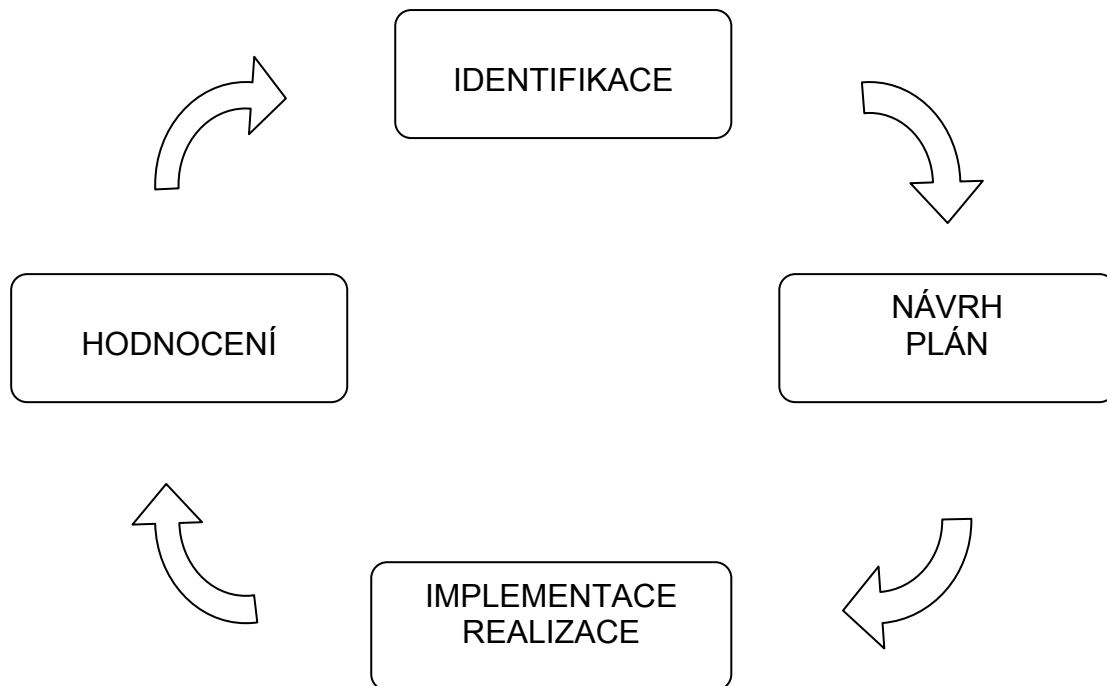 IDENTIFIKACE
NÁVRH
PLÁN
HODNOCENÍ
IMPLEMENTACE
REALIZACE